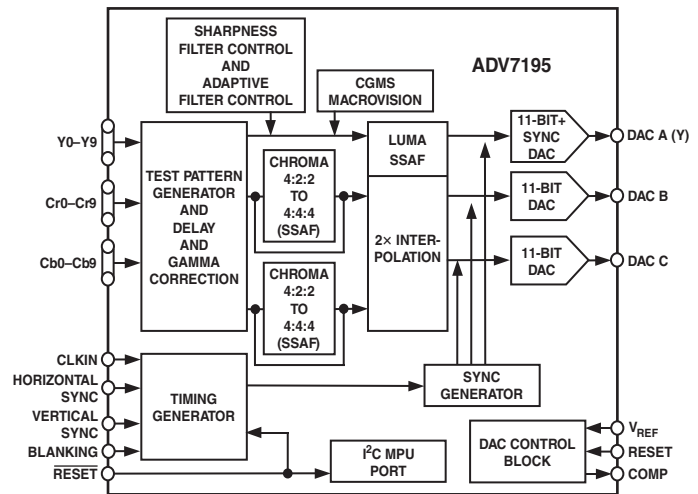 SHARPNESS
FILTER CONTROL
AND
ADAPTIVE
FILTER CONTROL
CGMS
MACROVISION
ADV7195
Y0–Y9
Cr0–Cr9
Cb0–Cb9
TEST PATTERN
GENERATOR
AND
DELAY
AND
GAMMA
CORRECTION
CHROMA
4:2:2
TO
4:4:4
(SSAF)
CHROMA
4:2:2
TO
4:4:4
(SSAF)
LUMA
SSAF
2× INTER-
POLATION
11-BIT+
SYNC
DAC
11-BIT
DAC
11-BIT
DAC
DAC A (Y)
DAC B
DAC C
CLKIN
HORIZONTAL
SYNC
VERTICAL
SYNC
BLANKING
RESET
TIMING
GENERATOR
SYNC
GENERATOR
I²C MPU
PORT
DAC CONTROL
BLOCK
VREF
RESET
COMP